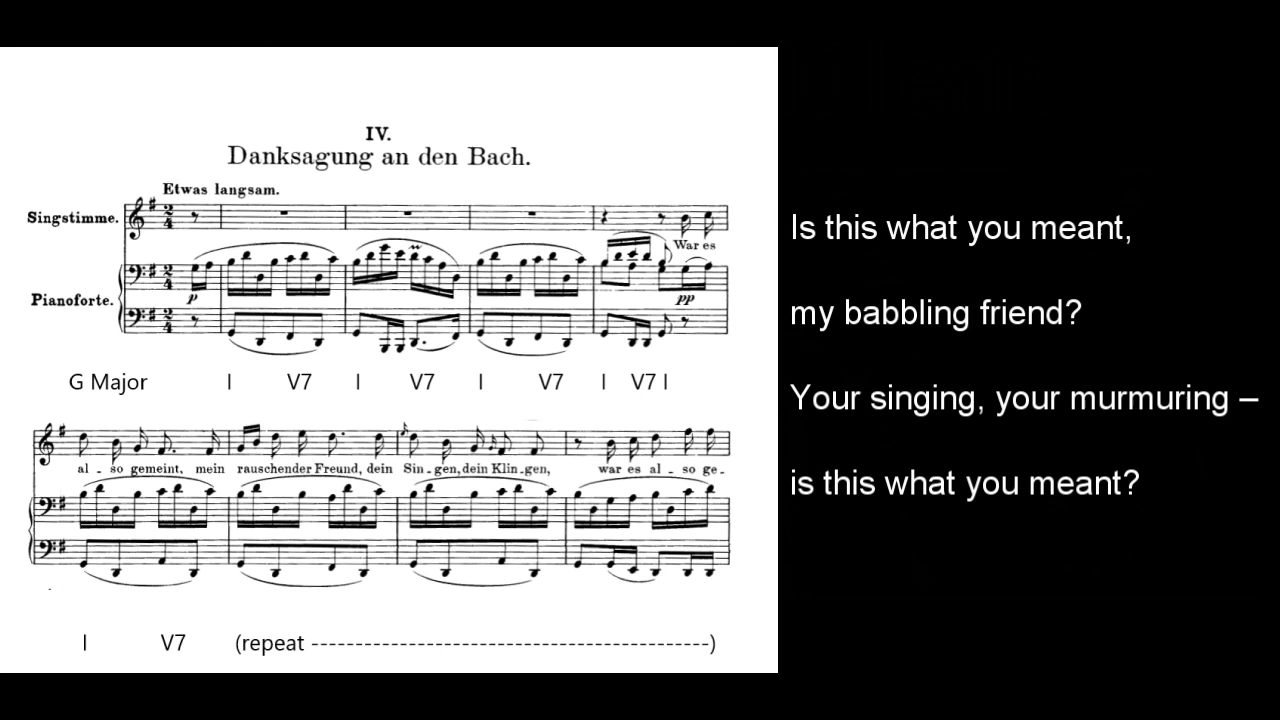 IV.
Danksagung an den Bach.
Etwas langsam.
Singstimme.
War es
Pianoforte.
p
pp
G Major I V7 I V7 I V7 I V7 I
al - so gemeint, mein rauschender Freund, dein Sin - gen, dein Klin - gen, war es al - so ge -
I V7 (repeat ---------------------------------------------)
Is this what you meant,
my babbling friend?
Your singing, your murmuring –
is this what you meant?